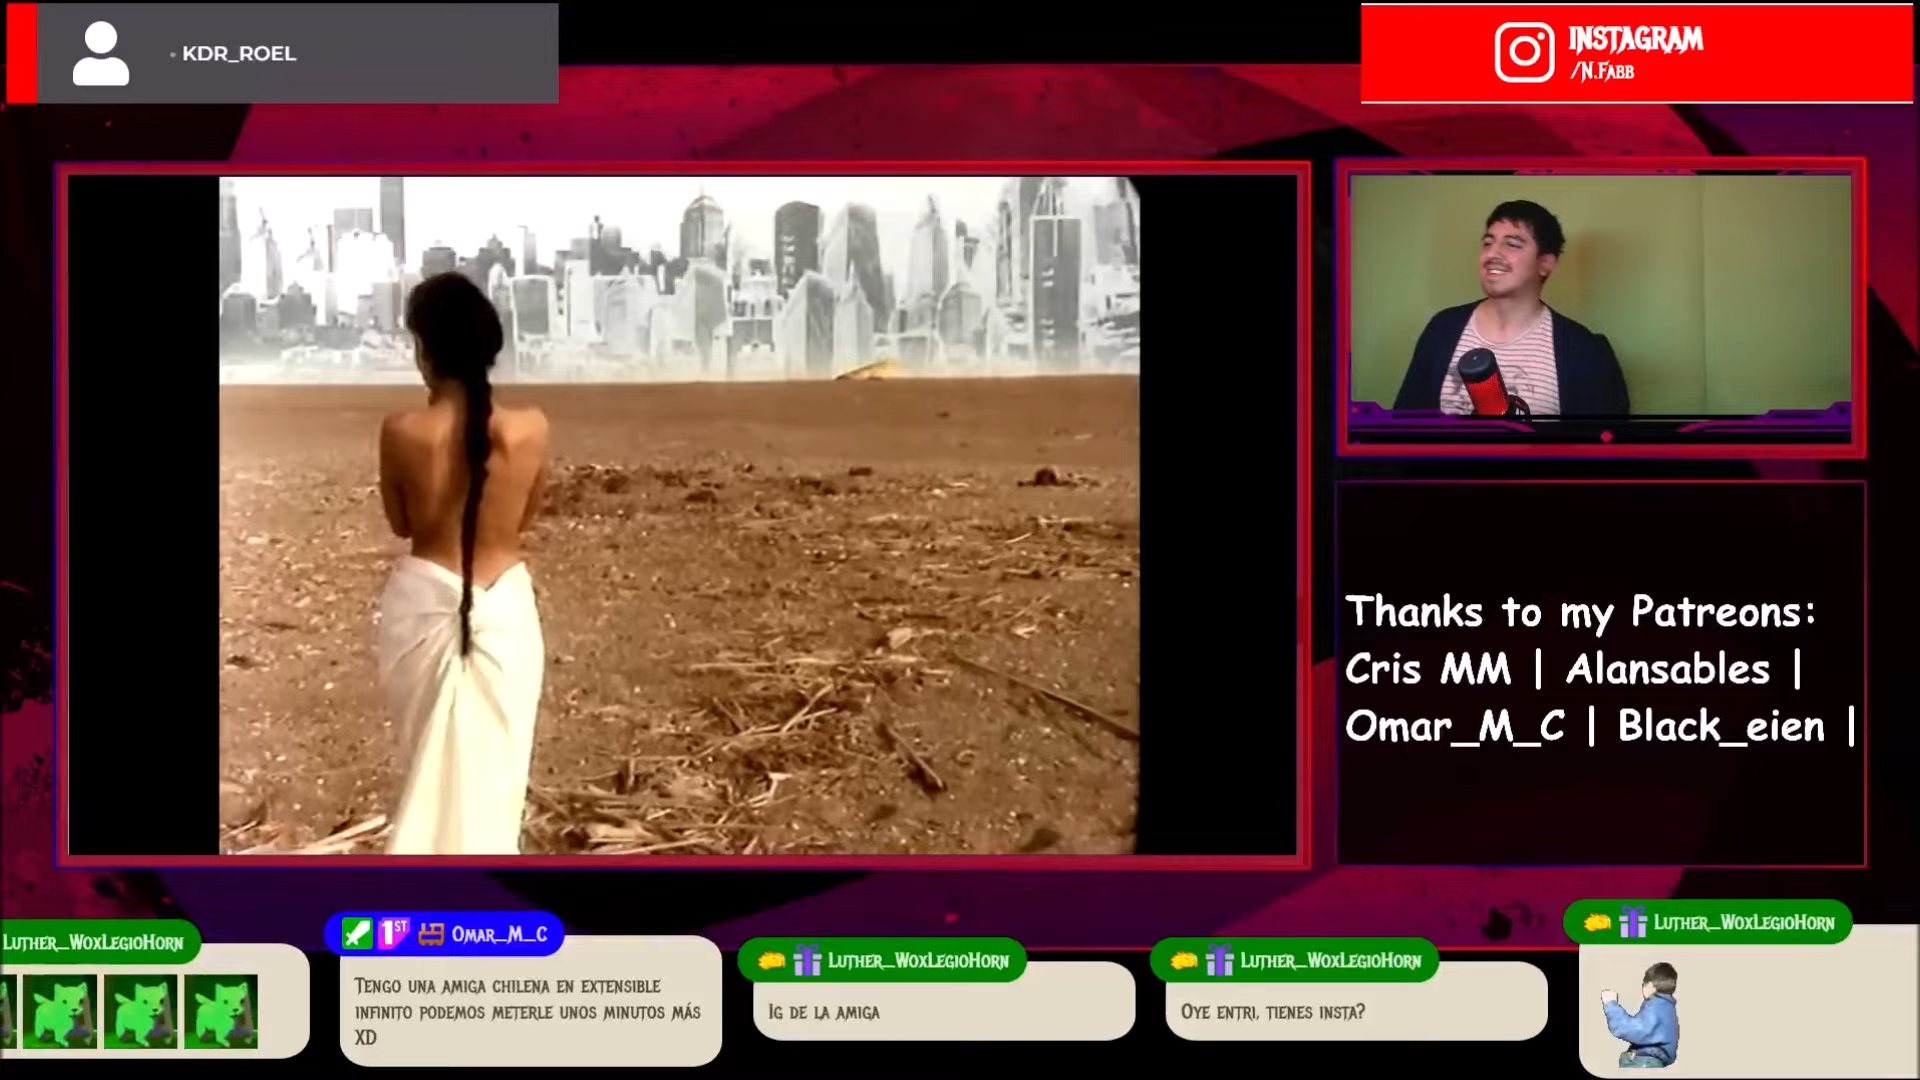 • KDR_ROEL
INSTAGRAM
/N.FABB
Thanks to my Patreons:
Cris MM | Alansables |
Omar_M_C | Black_eien |
LUTHER_WOXLEGIOHORN
1ST OMAR_M_C
TENGO UNA AMIGA CHILENA EN EXTENSIBLE
INFINITO PODEMOS METERLE UNOS MINUTOS MÁS
XD
LUTHER_WOXLEGIOHORN
IG DE LA AMIGA
LUTHER_WOXLEGIOHORN
OYE ENTRI, TIENES INSTA?
LUTHER_WOXLEGIOHORN